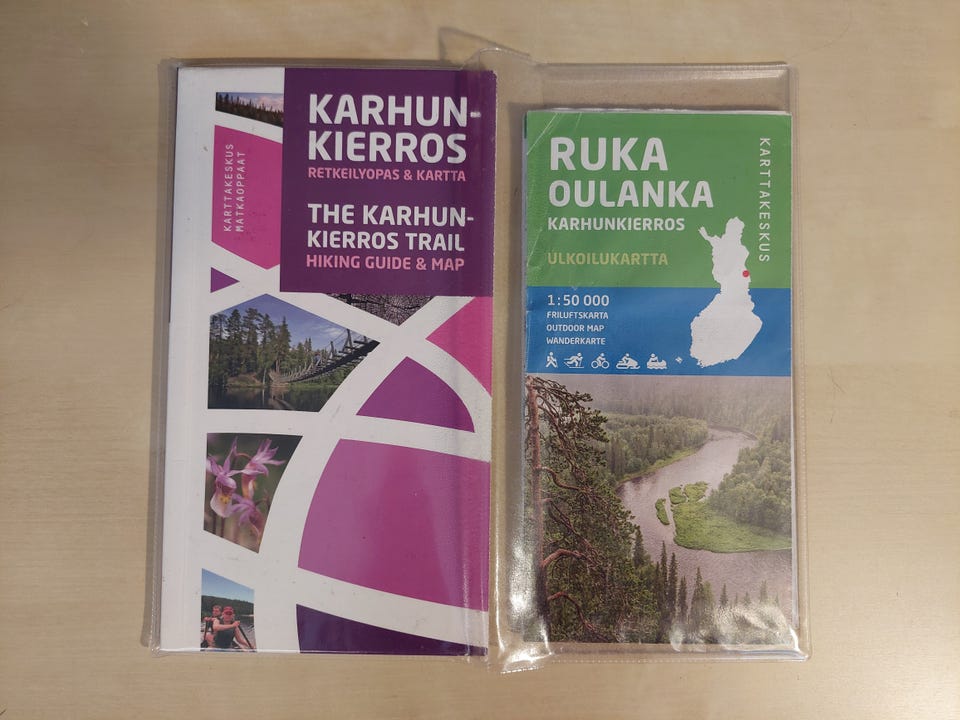 KARTTAKESKUS
MATKAOPPAAT
KARHUN-
KIERROS
RETKEILYOPAS & KARTTA
THE KARHUN-
KIERROS TRAIL
HIKING GUIDE & MAP
RUKA
OULANKA
KARHUNKIERROS
ULKOILUKARTTA
KARTTAKESKUS
1:50 000
FRILUFTSKARTA
OUTDOOR MAP
WANDERKARTE